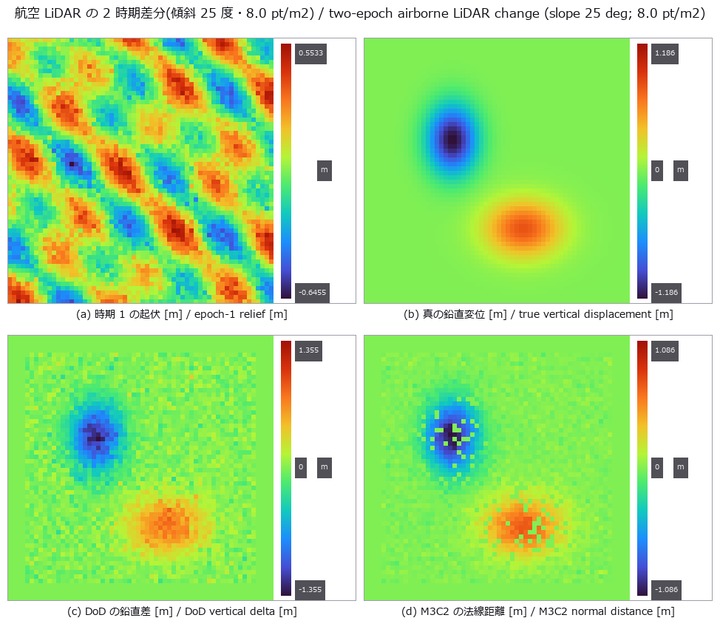 航空 LiDAR の 2 時期差分(傾斜 25 度・8.0 pt/m2) / two-epoch airborne LiDAR change (slope 25 deg; 8.0 pt/m2)
0.5533
m
-0.6455
(a) 時期 1 の起伏 [m] / epoch-1 relief [m]
1.186
0 m
-1.186
(b) 真の鉛直変位 [m] / true vertical displacement [m]
1.355
0 m
-1.355
(c) DoD の鉛直差 [m] / DoD vertical delta [m]
1.086
0 m
-1.086
(d) M3C2 の法線距離 [m] / M3C2 normal distance [m]